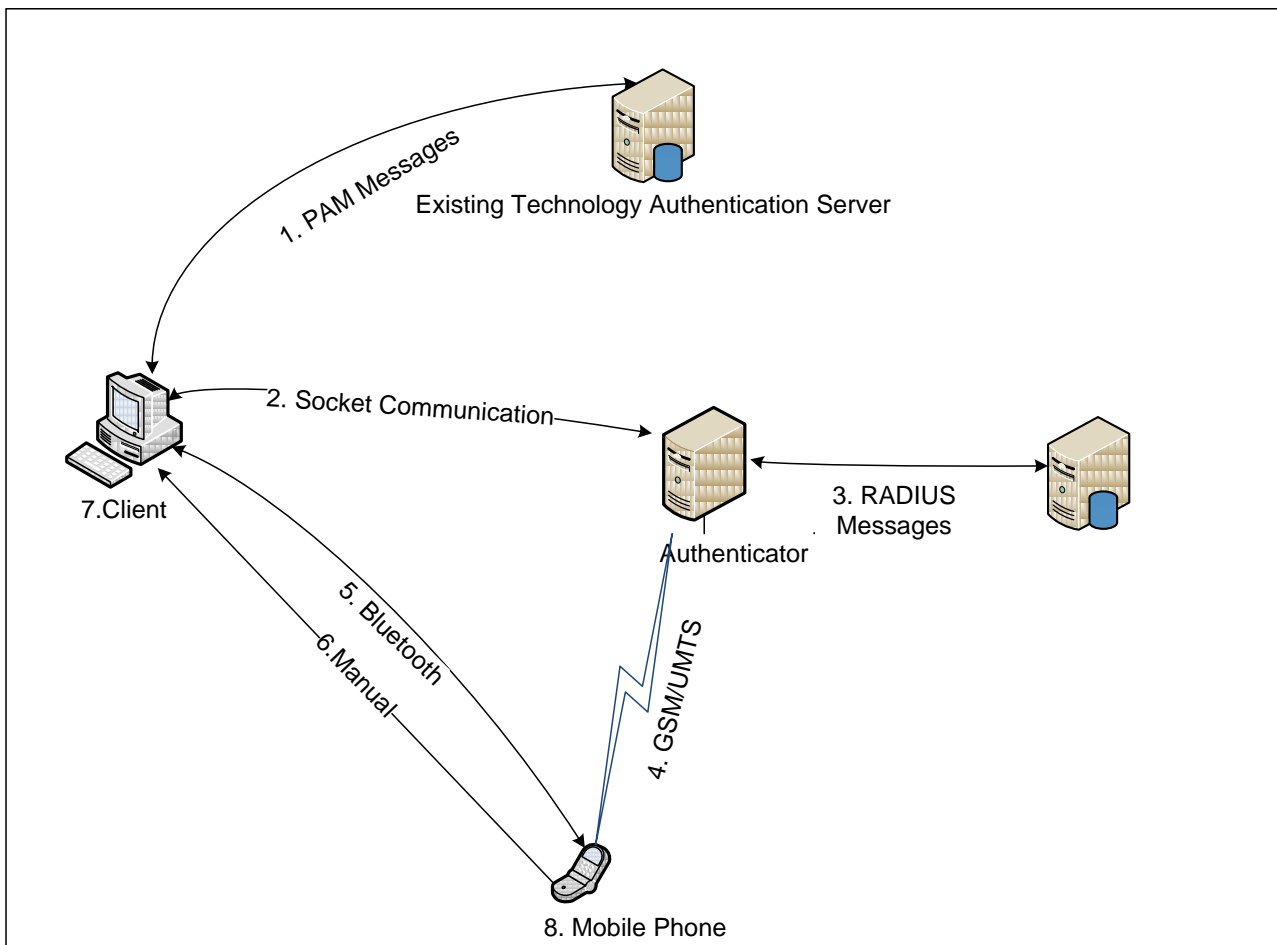 1. PAM Messages
Existing Technology Authentication Server
2. Socket Communication
7.Client
3. RADIUS
Messages
Authenticator
5. Bluetooth
6.Manual
4. GSM/UMTS
8. Mobile Phone